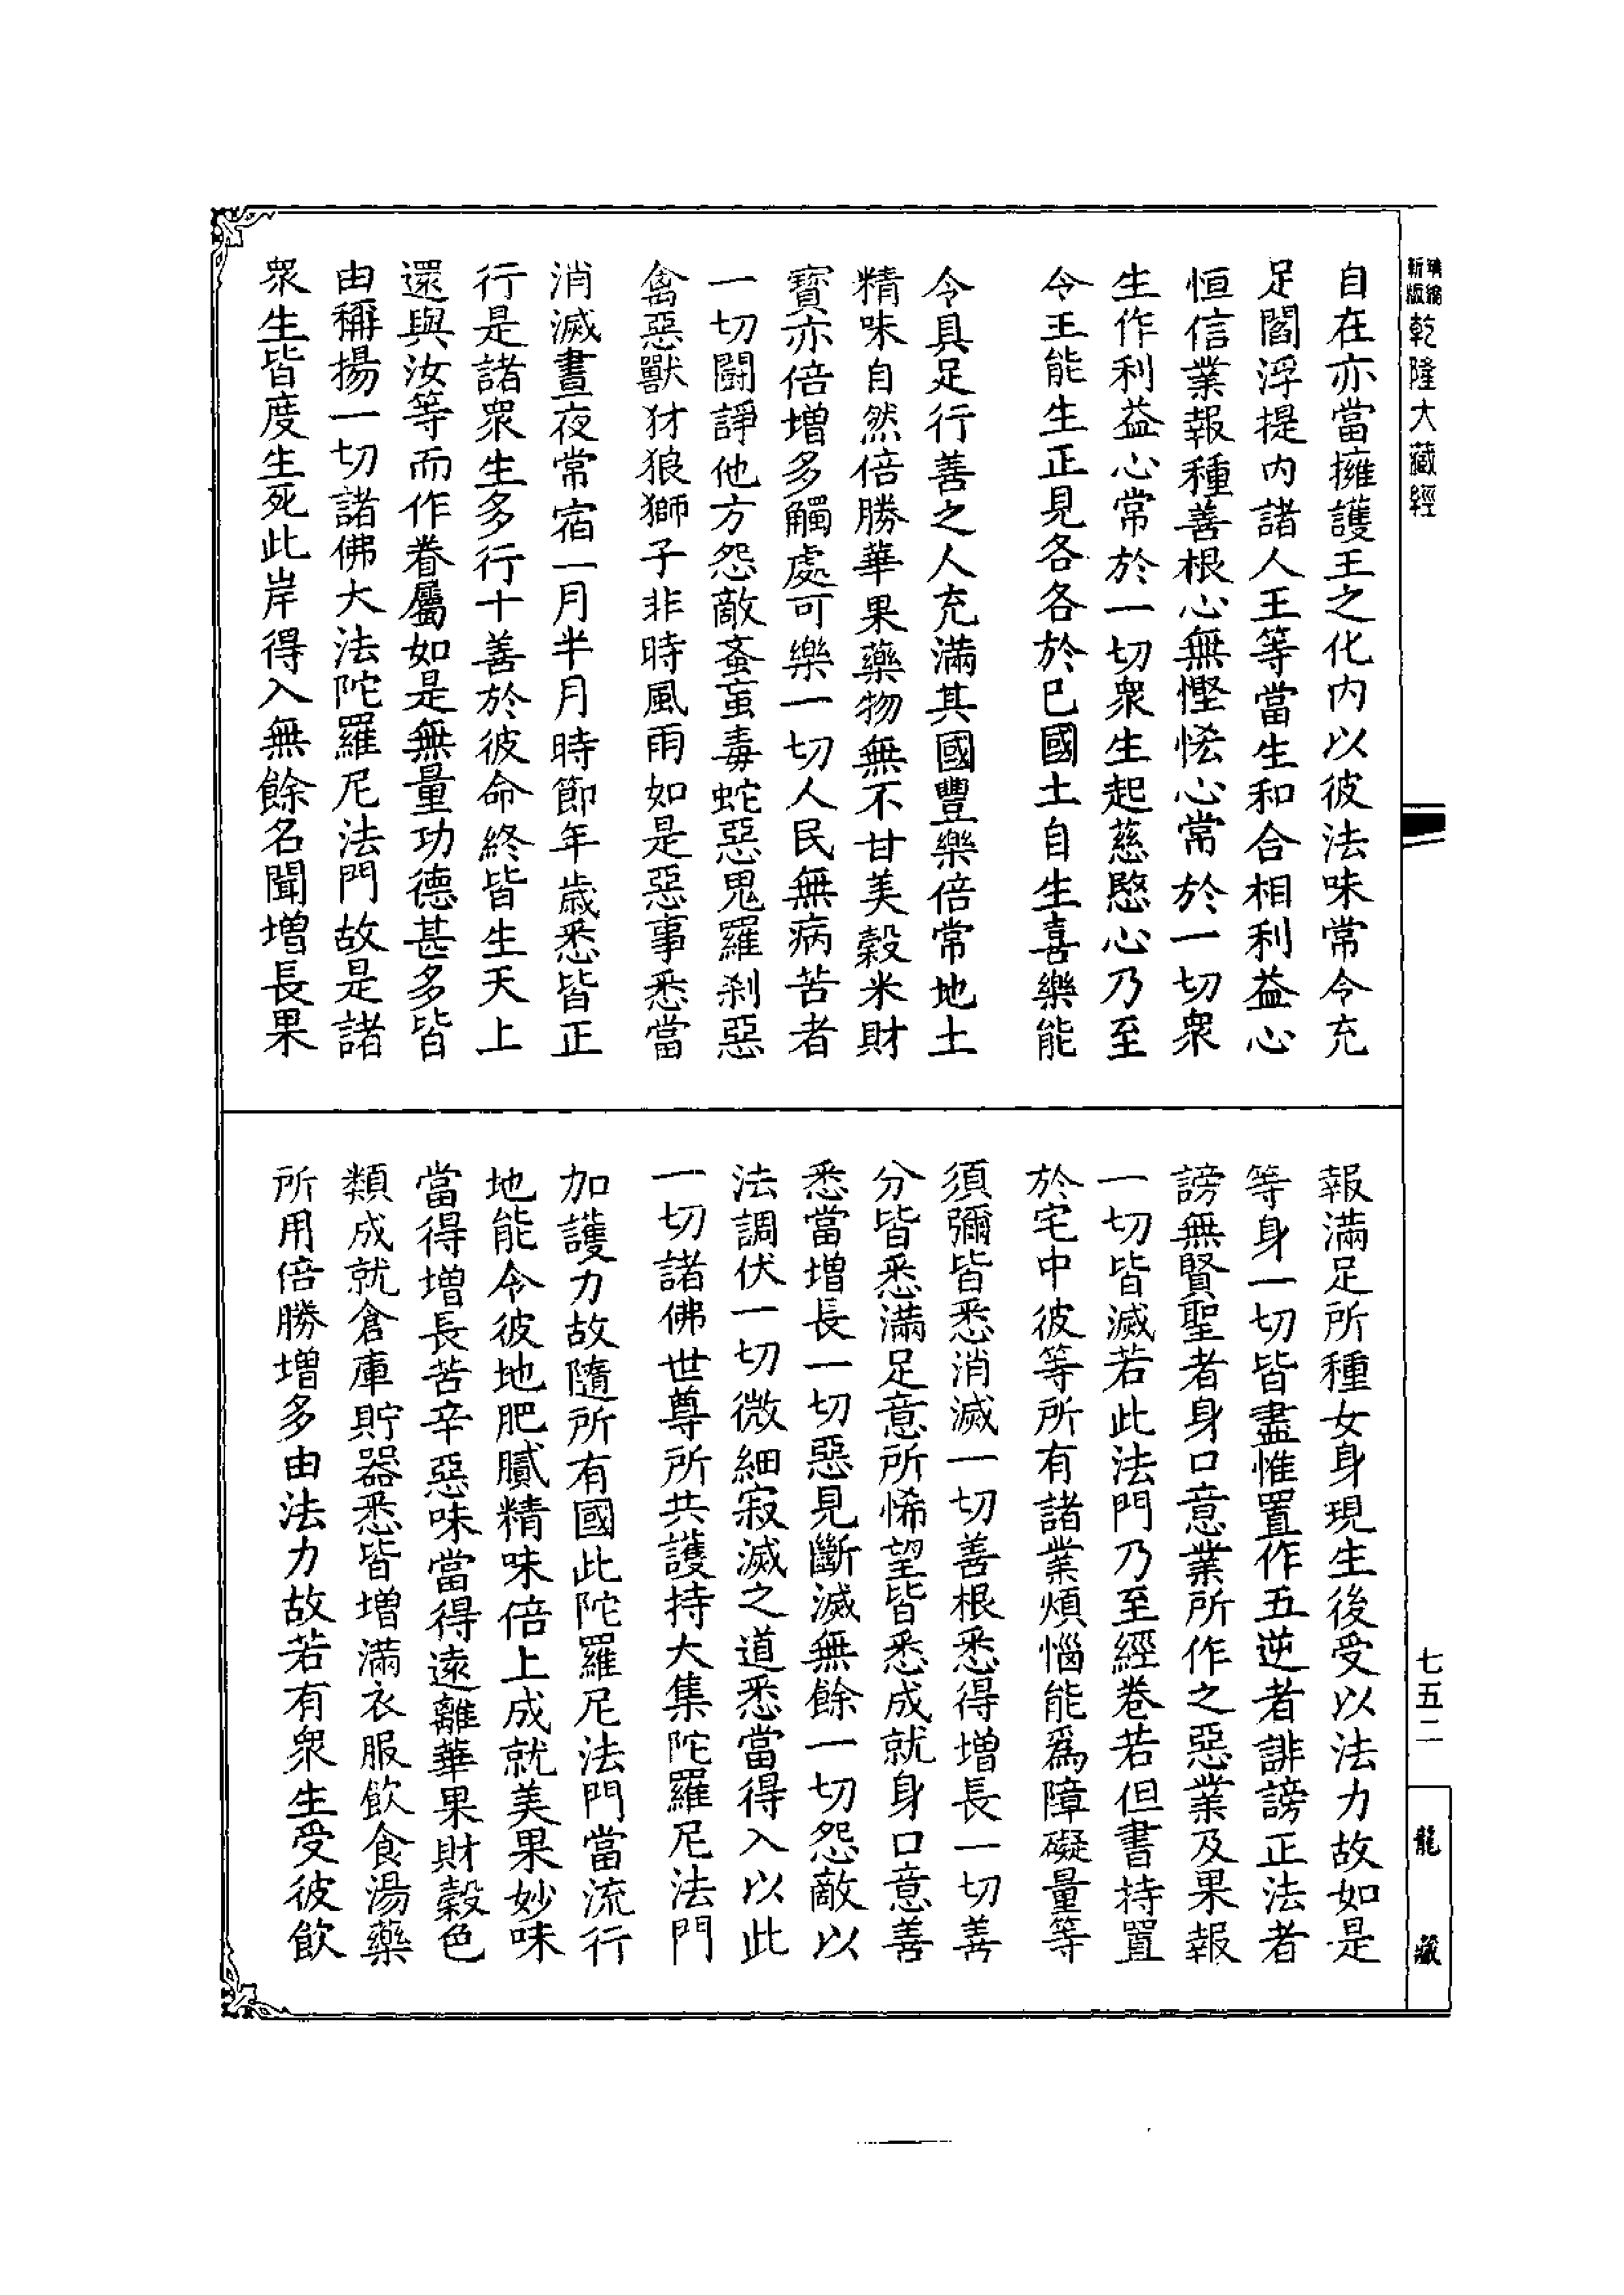 新版
乾隆大藏經
自在亦當擁護王之化内以彼法味常令充
足閻浮提内諸人王等當生和合相利益心
恒信業報種善根心無慳悋心常於一切衆
生作利益心常於一切衆生起慈愍心乃至
令王能生正見各各於巳國土自生喜樂能
令具足行善之人充滿其國豐樂倍常地土
精味自然倍勝華果藥物無不甘美穀米財
寶亦倍增多觸處可樂一切人民無病苦者
一切鬪諍他方怨敵蚤蝱毒蛇惡鬼羅刹惡
禽惡獸犲狼獅子非時風雨如是惡事悉當
消滅晝夜常宿一月半月時節年歲悉皆正
行是諸衆生多行十善於彼命終皆生天上
還與汝等而作眷屬如是無量功德甚多皆
由稱揚一切諸佛大法陀羅尼法門故是諸
衆生皆度生死此岸得入無餘名聞增長果
報滿足所種女身現生後受以法力故如是
等身一切皆盡惟置作五逆者誹謗正法者
謗無賢聖者身口意業所作之惡業及果報
一切皆滅若此法門乃至經卷若但書持置
於宅中彼等所有諸業煩惱能爲障礙量等
須彌皆悉消滅一切善根悉得增長一切善
分皆悉滿足意所悕望皆悉成就身口意善
悉當增長一切惡見斷滅無餘一切怨敵以
法調伏一切微細寂滅之道悉當得入以此
一切諸佛世尊所共護持大集陀羅尼法門
加護力故隨所有國此陀羅尼法門當流行
地能令彼地肥膩精味倍上成就美果妙味
當得增長苦辛惡味當得遠離華果財穀色
類成就倉庫貯器悉皆增滿衣服飲食湯藥
所用倍勝增多由法力故若有衆生受彼飲
七五二
龍藏